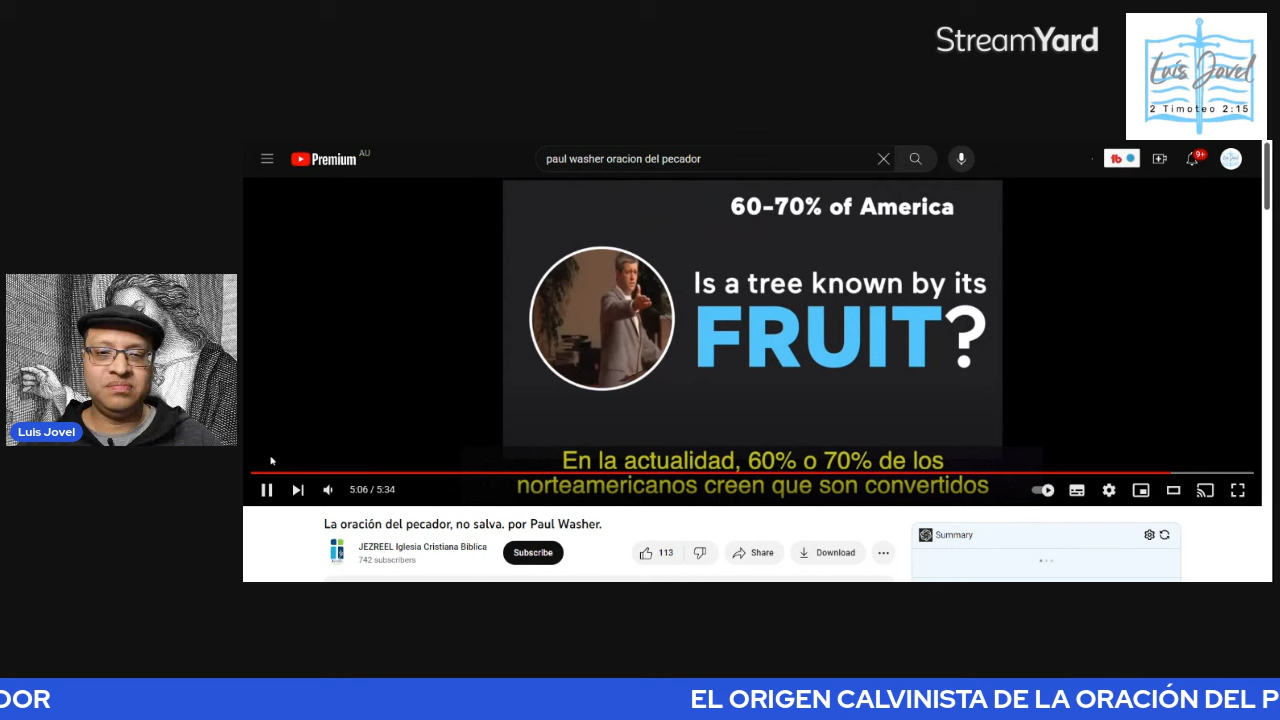 StreamYard
Luis Jovel
2 Timoteo 2:15
Premium AU
paul washer oracion del pecador
9+
60-70% of America
Is a tree known by its
FRUIT?
En la actualidad, 60% o 70% de los
norteamericanos creen que son convertidos
5:06 / 5:34
Luis Jovel
La oración del pecador, no salva. por Paul Washer.
JEZREEL Iglesia Cristiana Biblica
742 subscribers
Subscribe
113
Share
Download
Summary
DOR
EL ORIGEN CALVINISTA DE LA ORACIÓN DEL P